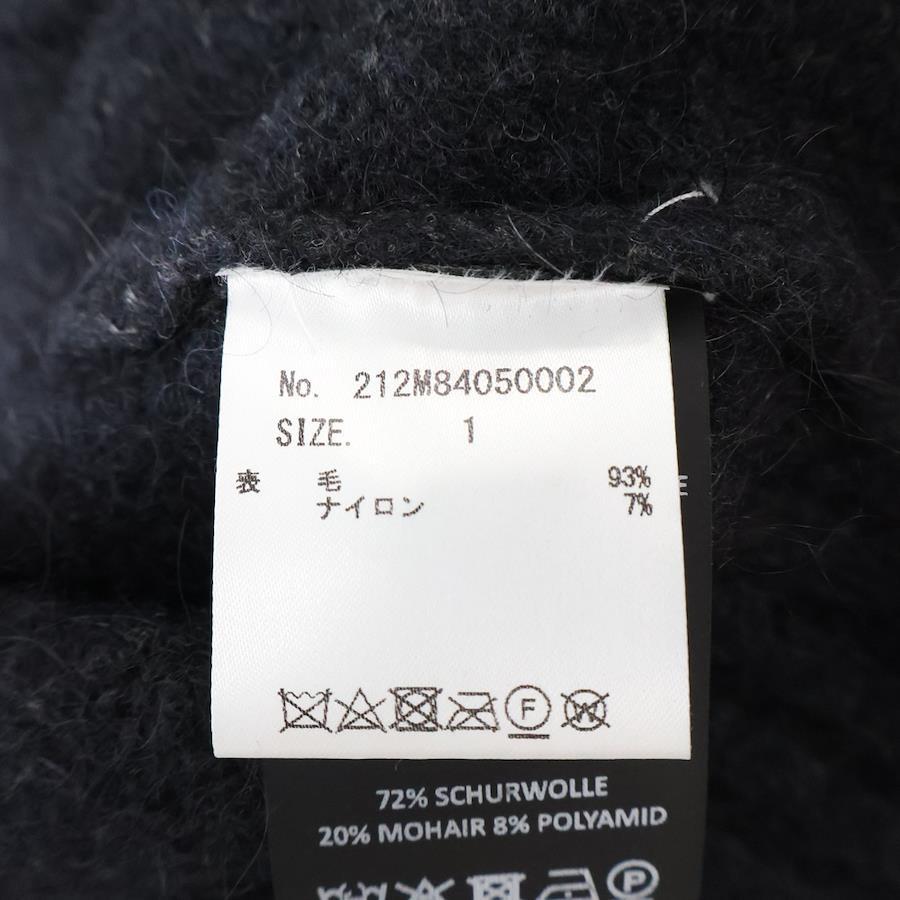 No. 212M84050002
SIZE. 1
表 毛 93%
ナイロン 7%
F
W
E
72% SCHURWOLLE
20% MOHAIR 8% POLYAMID
P